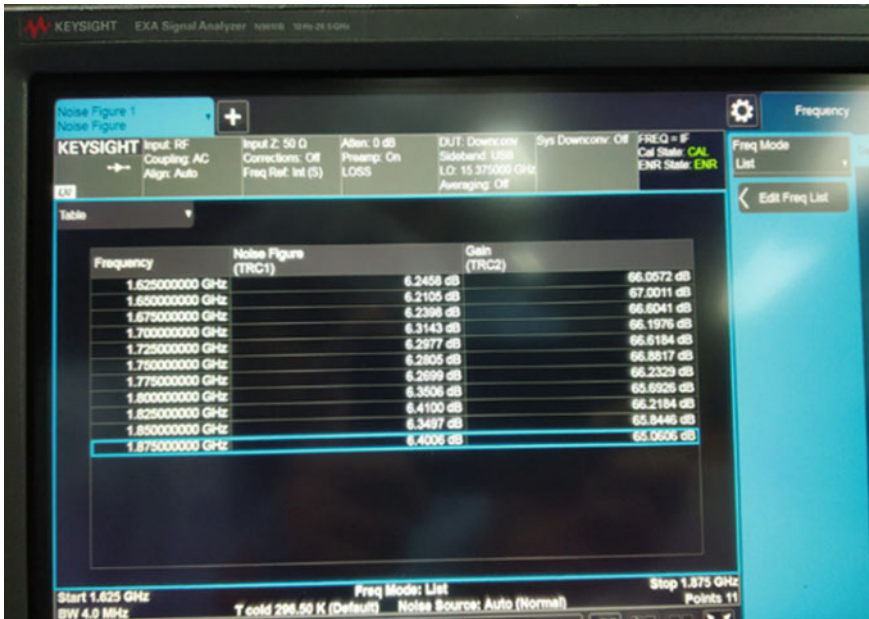 KEYSIGHT EXA Signal Analyzer N9010B 10 Hz-26.5 GHz
Noise Figure 1
Noise Figure
+
Frequency
KEYSIGHT
LXI
Input: RF
Coupling: AC
Align: Auto
Input Z: 50 Ω
Corrections: Off
Freq Ref: Int (S)
Atten: 0 dB
Preamp: On
LOSS
DUT: Downconv
Sideband: USB
LO: 15.375000 GHz
Averaging: Off
Sys Downconv: Off
FREQ = IF
Cal State: CAL
ENR State: ENR
Freq Mode
List
Edit Freq List
Table
Frequency Noise Figure (TRC1) Gain (TRC2)
1.625000000 GHz 6.2458 dB 66.0572 dB
1.650000000 GHz 6.2105 dB 67.0011 dB
1.675000000 GHz 6.2398 dB 66.6041 dB
1.700000000 GHz 6.3143 dB 66.1976 dB
1.725000000 GHz 6.2977 dB 66.6184 dB
1.750000000 GHz 6.2805 dB 66.8817 dB
1.775000000 GHz 6.2699 dB 66.2329 dB
1.800000000 GHz 6.3506 dB 65.6926 dB
1.825000000 GHz 6.4100 dB 66.2184 dB
1.850000000 GHz 6.3497 dB 65.8446 dB
1.875000000 GHz 6.4006 dB 65.0606 dB
Start 1.625 GHz Freq Mode: List Stop 1.875 GHz
BW 4.0 MHz T cold 296.50 K (Default) Noise Source: Auto (Normal) Points 11